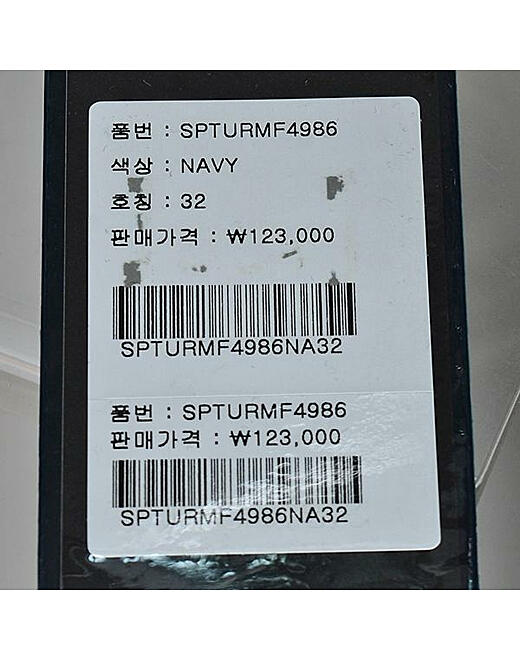 품번 : SPTURMF4986
색상 : NAVY
호칭 : 32
판매가격 : ₩123,000
SPTURMF4986NA32
품번 : SPTURMF4986
판매가격 : ₩123,000
SPTURMF4986NA32